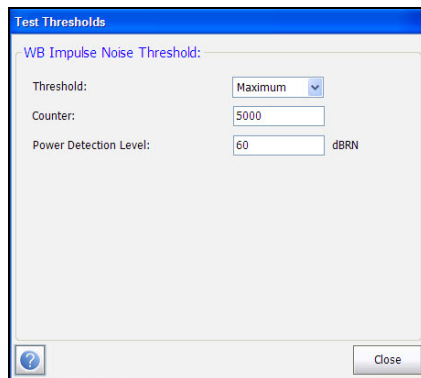 Test Thresholds
WB Impulse Noise Threshold:
Threshold: Maximum
Counter: 5000
Power Detection Level: 60 dBRN
?
Close